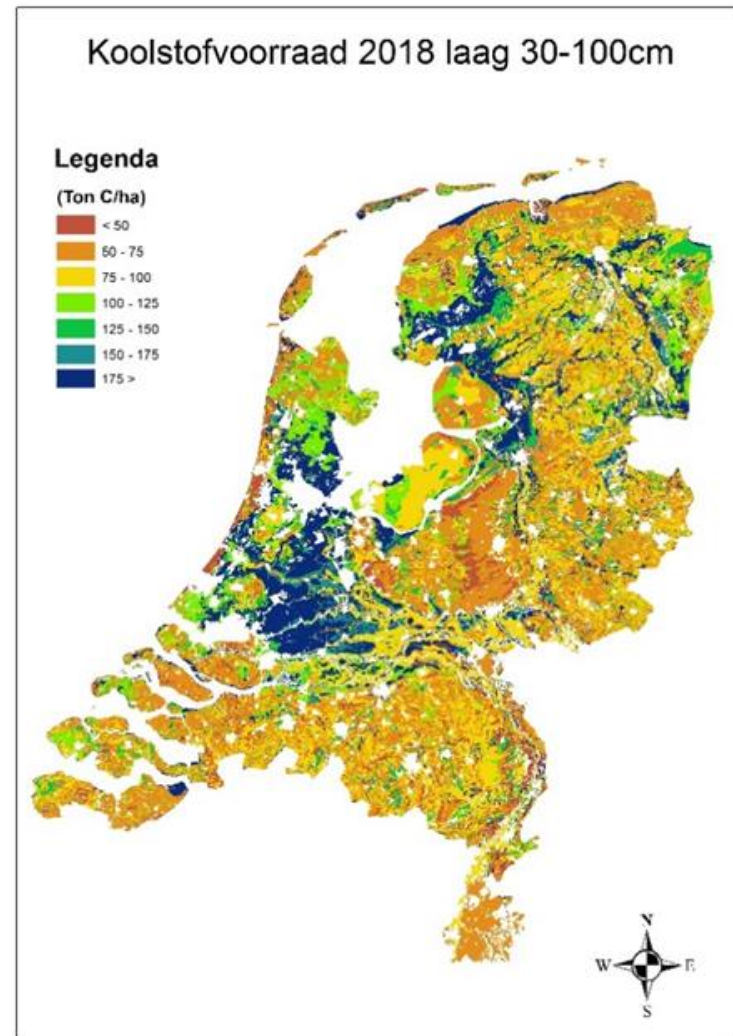 Koolstofvoorraad 2018 laag 30-100cm
Legenda
(Ton C/ha)
< 50
50 - 75
75 - 100
100 - 125
125 - 150
150 - 175
175 >
N
W E
S